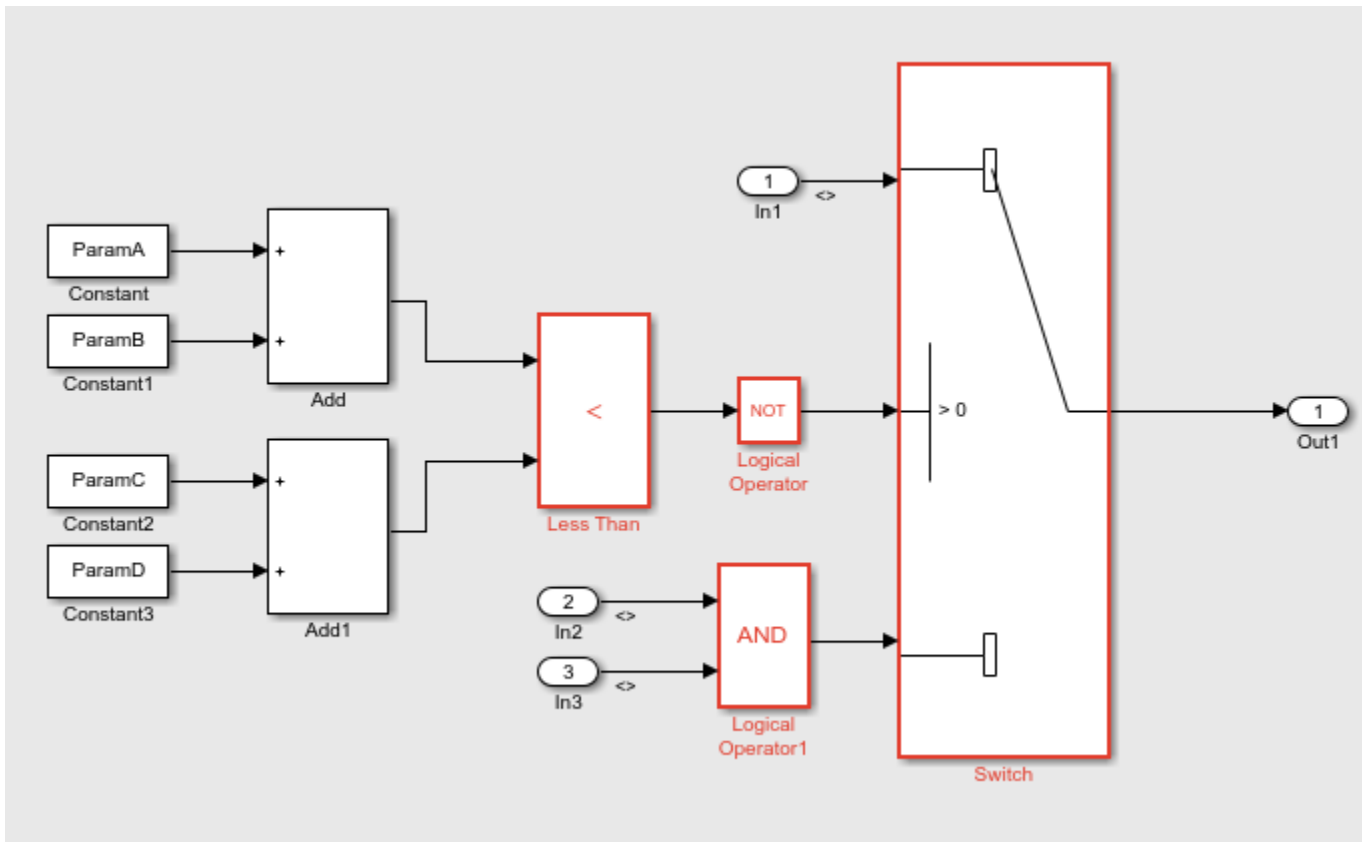 1
In1
<>
ParamA
Constant
+
ParamB
Constant1
+
Add
<
Less Than
NOT
Logical
Operator
> 0
1
Out1
ParamC
Constant2
+
ParamD
Constant3
+
Add1
2
In2
<>
3
In3
<>
AND
Logical
Operator1
Switch